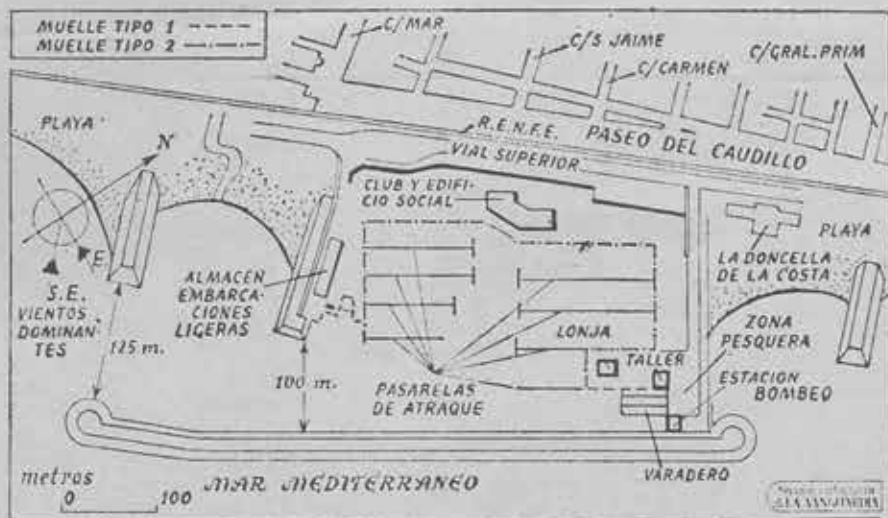 MUELLE TIPO 1
MUELLE TIPO 2
C/MAR
C/S. JAIME
C/CARMEN
C/GRAL. PRIM
PLAYA
R.E.N.F.E.
PASEO DEL CAUDILLO
VIAL SUPERIOR
N
CLUB Y EDIFI-
CIO SOCIAL
PLAYA
E.
S.E.
VIENTOS
DOMINAN-
TES
ALMACEN
EMBARCA-
CIONES
LIGERAS
LA DONCELLA
DE LA COSTA
125 m.
100 m.
LONJA
TALLER
ZONA
PESQUERA
ESTACION
BOMBEO
PASARELAS
DE ATRAQUE
VARADERO
metros
0 100
MAR MEDITERRANEO
LA VANGUARDIA